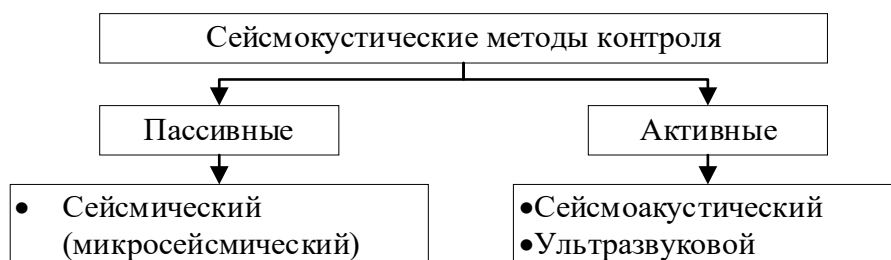 Сейсмокустические методы контроля
Пассивные
Активные
• Сейсмический
(микросейсмический)
•Сейсмоакустический
•Ультразвуковой